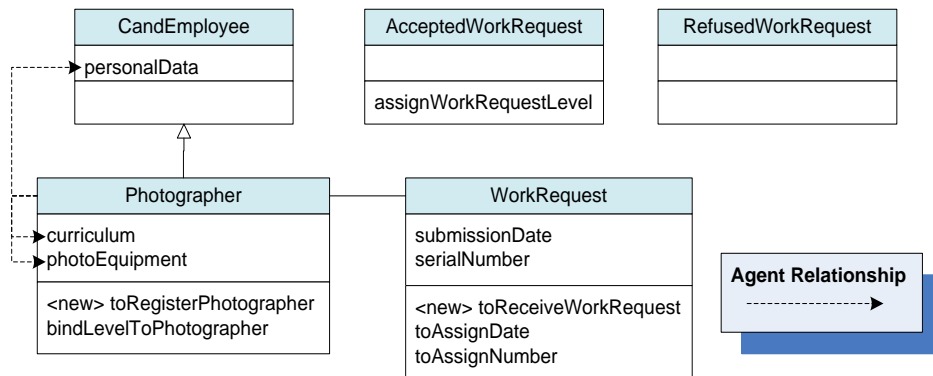 CandEmployee
personalData
AcceptedWorkRequest
assignWorkRequestLevel
RefusedWorkRequest
Photographer
curriculum
photoEquipment
<new> toRegisterPhotographer
bindLevelToPhotographer
WorkRequest
submissionDate
serialNumber
<new> toReceiveWorkRequest
toAssignDate
toAssignNumber
Agent Relationship